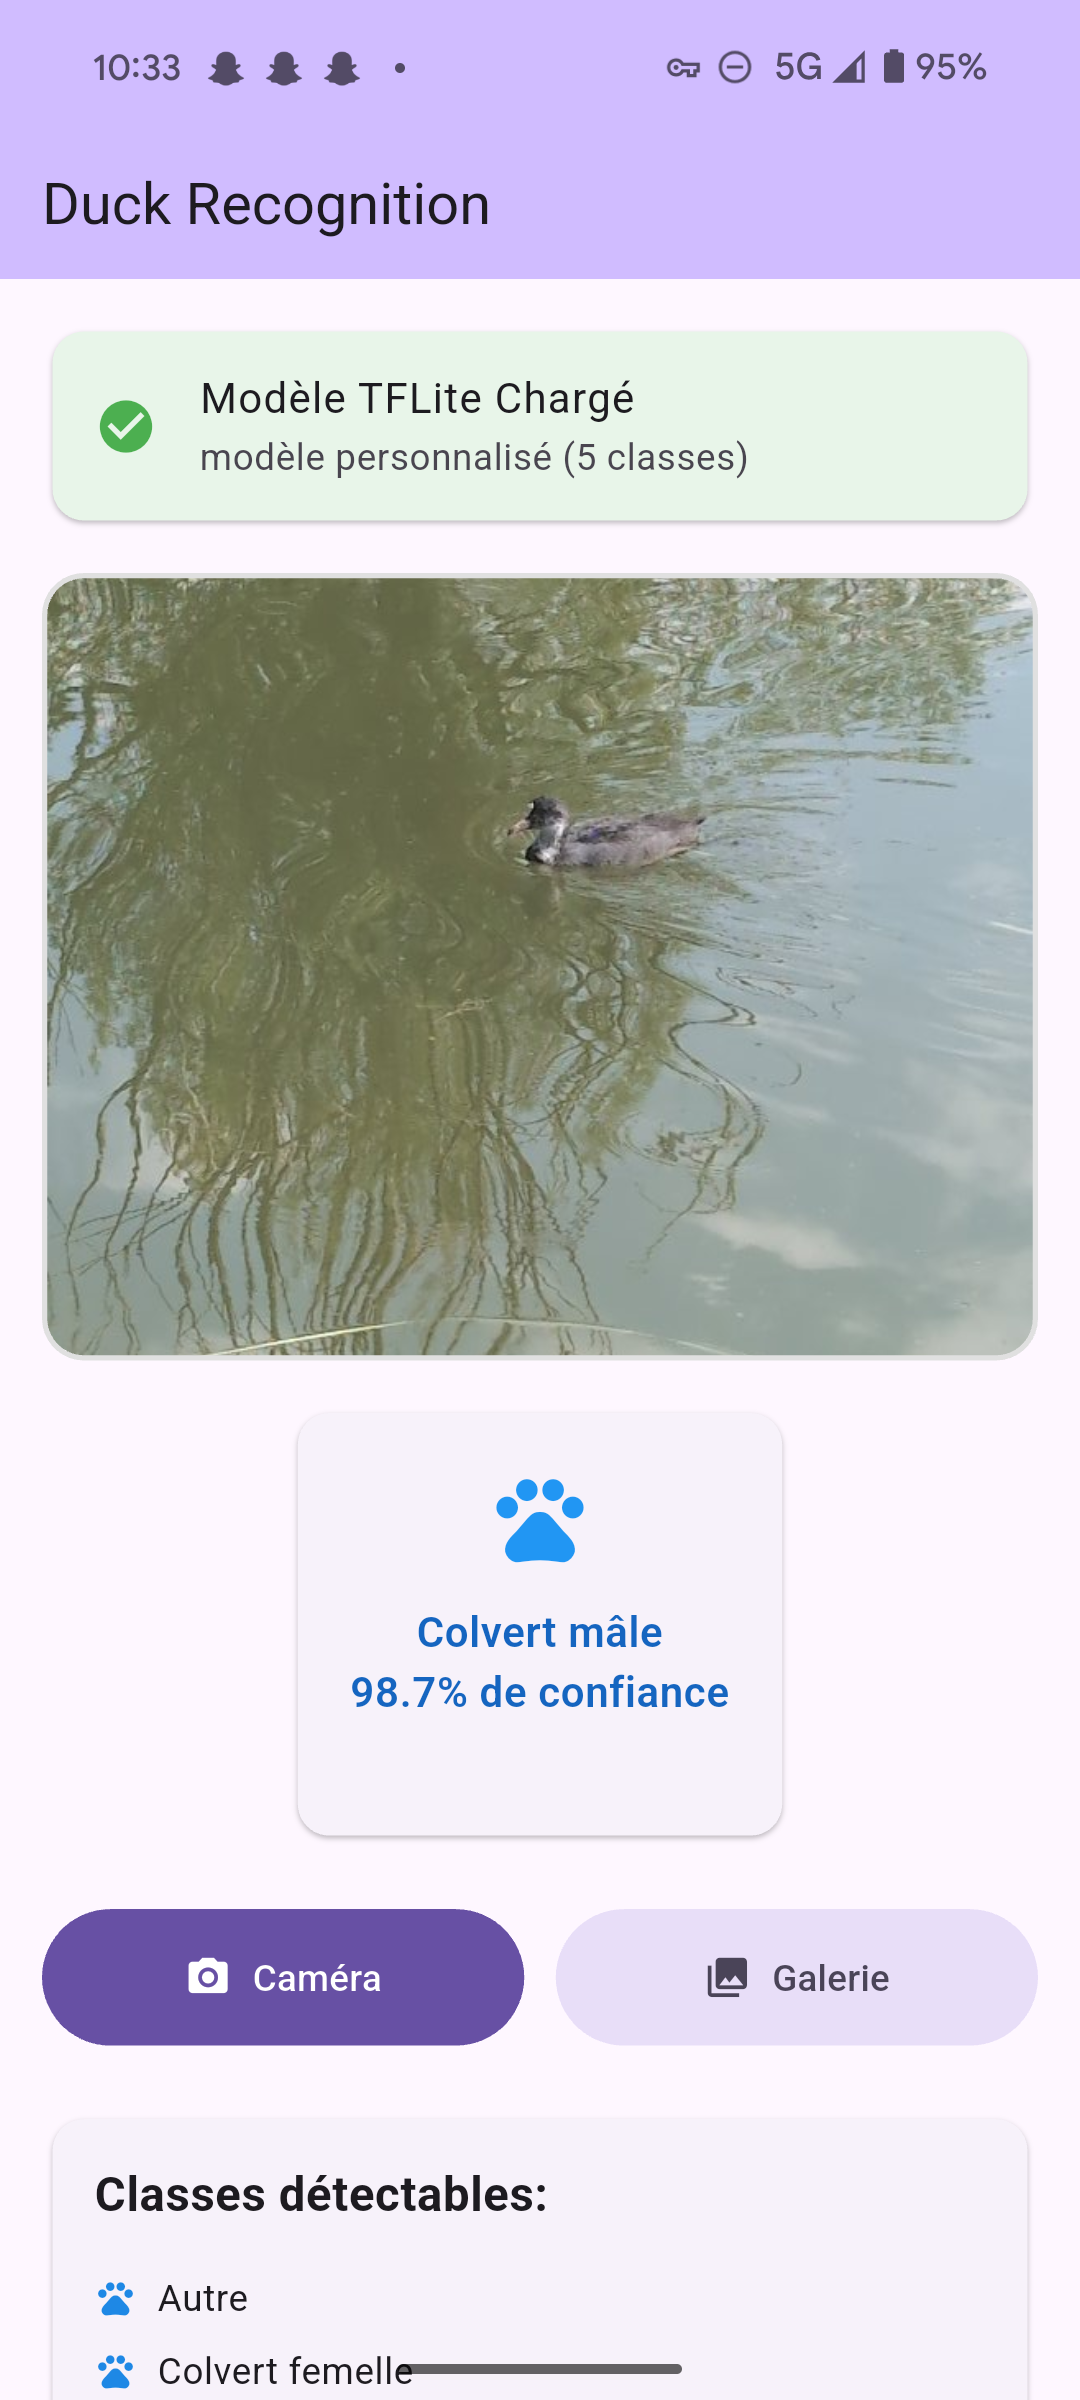 10:33 5G 95%
Duck Recognition
Modèle TFLite Chargé
modèle personnalisé (5 classes)
Colvert mâle
98.7% de confiance
Caméra Galerie
Classes détectables:
Autre
Colvert femelle